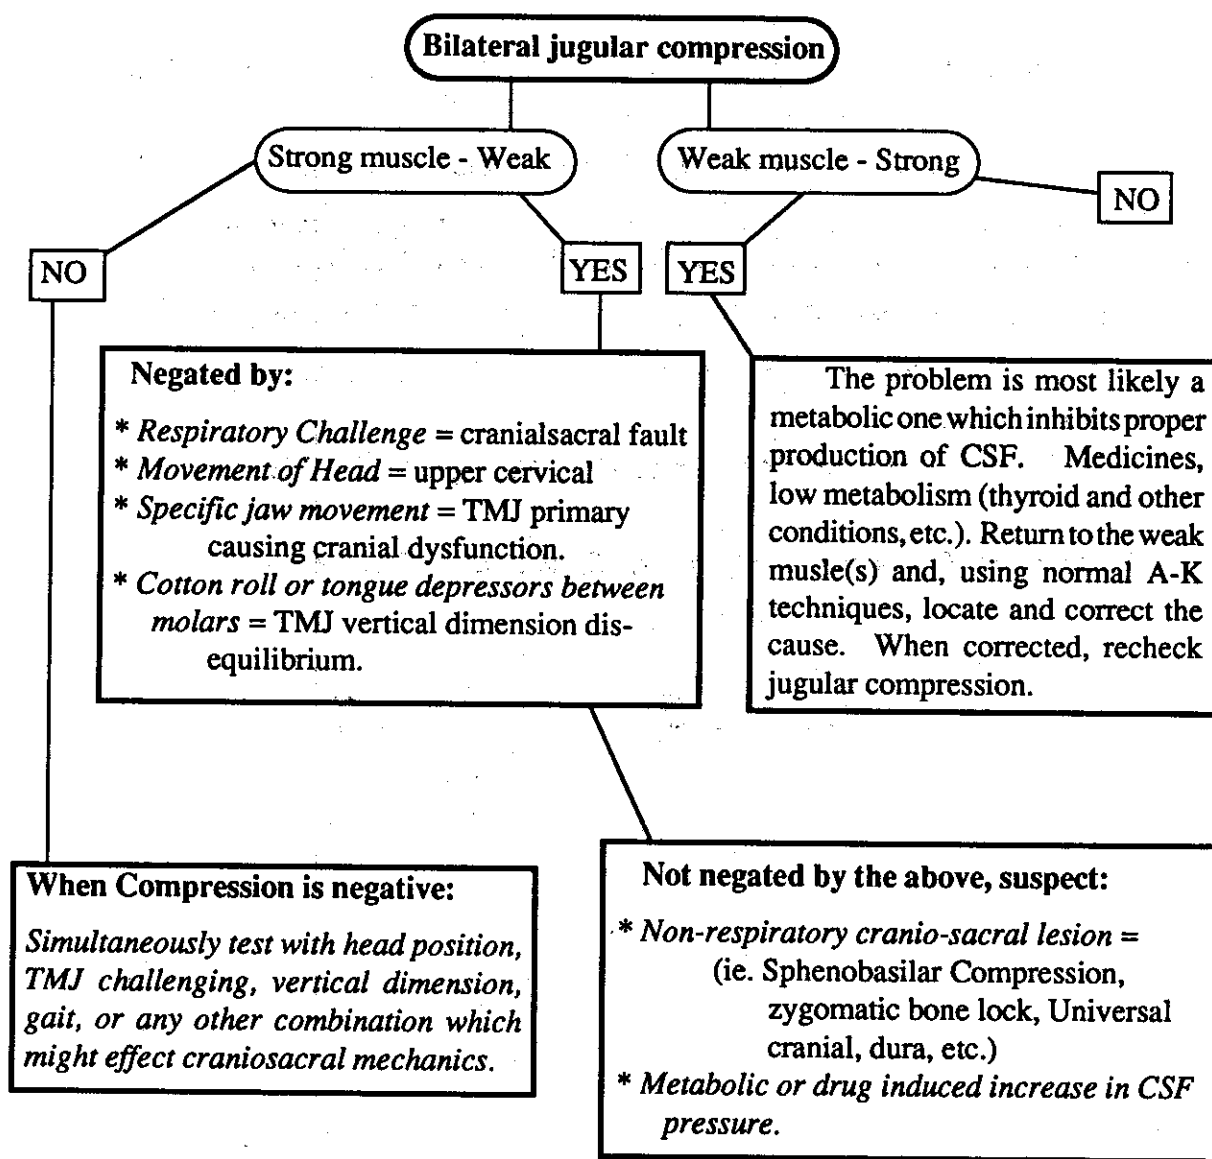 Bilateral jugular compression
Strong muscle - Weak
Weak muscle - Strong
NO
NO
YES
YES
Negated by:
* Respiratory Challenge = cranialsacral fault
* Movement of Head = upper cervical
* Specific jaw movement = TMJ primary
causing cranial dysfunction.
* Cotton roll or tongue depressors between
molars = TMJ vertical dimension dis-
equilibrium.
The problem is most likely a
metabolic one which inhibits proper
production of CSF. Medicines,
low metabolism (thyroid and other
conditions, etc.). Return to the weak
musle(s) and, using normal A-K
techniques, locate and correct the
cause. When corrected, recheck
jugular compression.
When Compression is negative:
Simultaneously test with head position,
TMJ challenging, vertical dimension,
gait, or any other combination which
might effect craniosacral mechanics.
Not negated by the above, suspect:
* Non-respiratory cranio-sacral lesion =
(ie. Sphenobasilar Compression,
zygomatic bone lock, Universal
cranial, dura, etc.)
* Metabolic or drug induced increase in CSF
pressure.